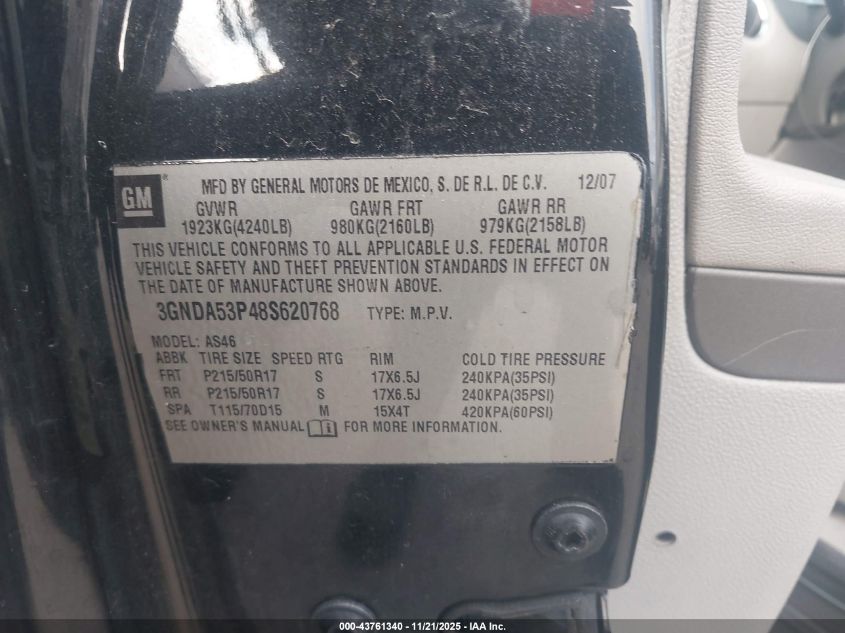 GM ® MFD BY GENERAL MOTORS DE MEXICO, S. DE R.L. DE C.V. 12/07
GVWR GAWR FRT GAWR RR
1923KG(4240LB) 980KG(2160LB) 979KG(2158LB)
THIS VEHICLE CONFORMS TO ALL APPLICABLE U.S. FEDERAL MOTOR
VEHICLE SAFETY AND THEFT PREVENTION STANDARDS IN EFFECT ON
THE DATE OF MANUFACTURE SHOWN ABOVE.
3GNDA53P48S620768 TYPE: M.P.V.
MODEL: AS46
ABBK TIRE SIZE SPEED RTG RIM COLD TIRE PRESSURE
FRT P215/50R17 S 17X6.5J 240KPA(35PSI)
RR P215/50R17 S 17X6.5J 240KPA(35PSI)
SPA T115/70D15 M 15X4T 420KPA(60PSI)
SEE OWNER'S MANUAL i FOR MORE INFORMATION.
000-43761340 - 11/21/2025 - IAA Inc.